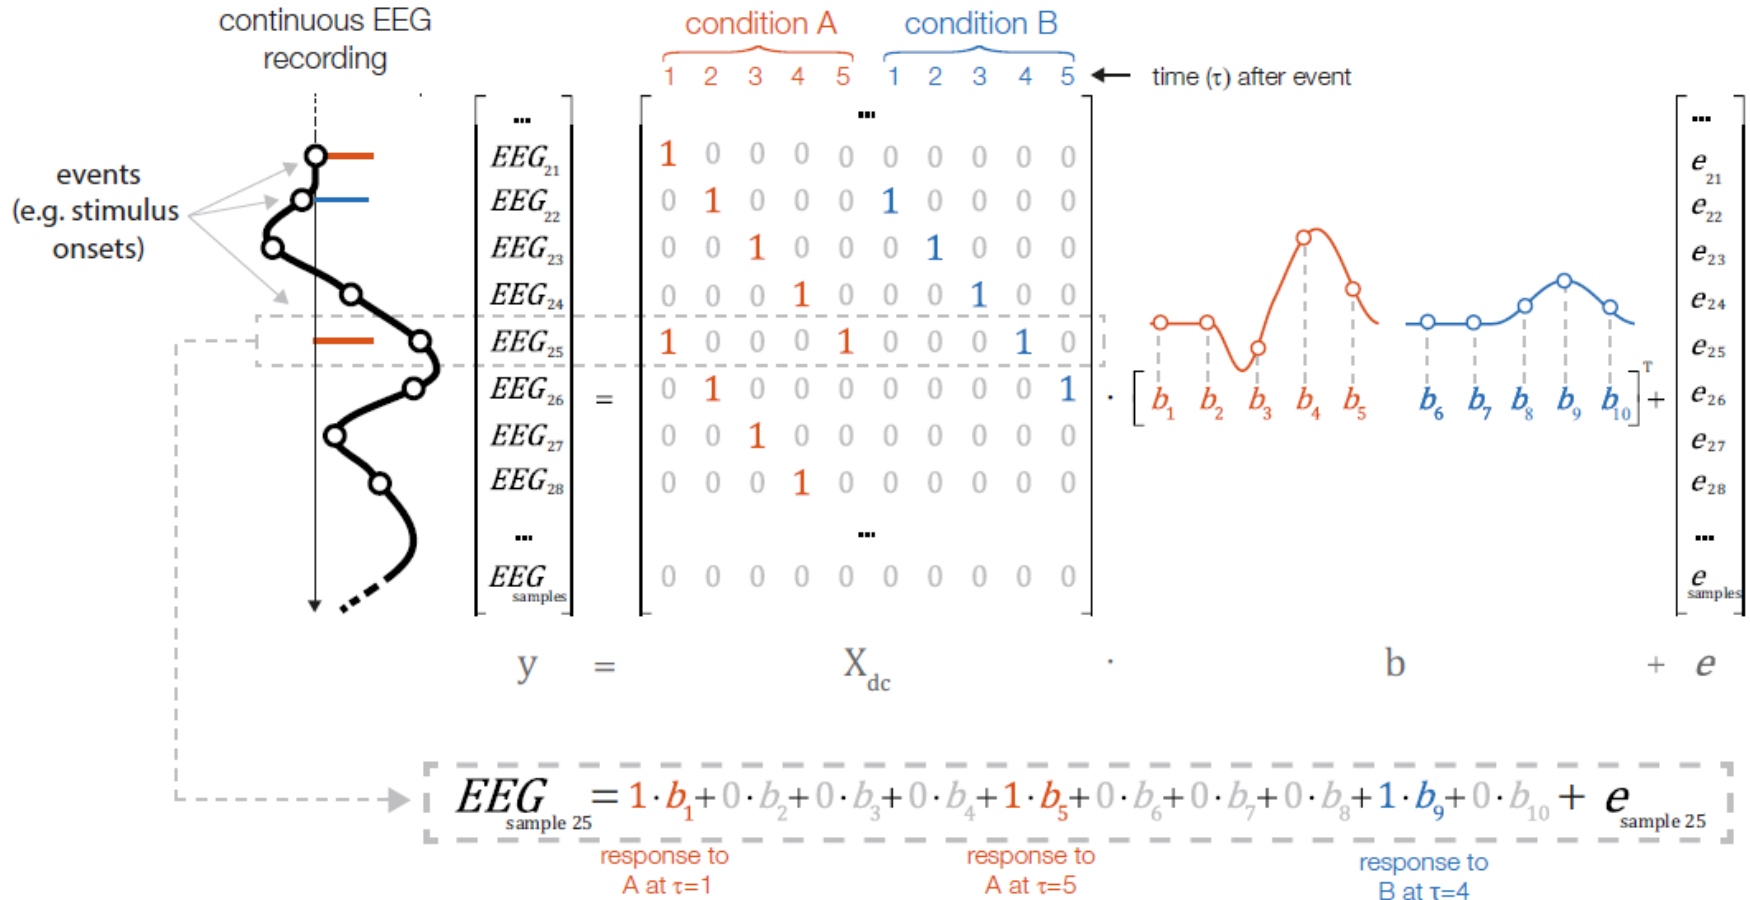 continuous EEG
recording
condition A
condition B
1 2 3 4 5 1 2 3 4 5
time (τ) after event
events
(e.g. stimulus
onsets)
... ... ...
EEG21 1 0 0 0 0 0 0 0 0 0 e21
EEG22 0 1 0 0 0 1 0 0 0 0 e22
EEG23 0 0 1 0 0 0 1 0 0 0 e23
EEG24 0 0 0 1 0 0 0 1 0 0 e24
EEG25 1 0 0 0 1 0 0 0 1 0 e25
EEG26 = 0 1 0 0 0 0 0 0 0 1 · [b1 b2 b3 b4 b5 b6 b7 b8 b9 b10]T + e26
EEG27 0 0 1 0 0 0 0 0 0 0 e27
EEG28 0 0 0 1 0 0 0 0 0 0 e28
... ... ...
EEGsamples 0 0 0 0 0 0 0 0 0 0 esamples
y = Xdc · b + e
EEGsample 25 = 1·b1+0·b2+0·b3+0·b4+1·b5+0·b6+0·b7+0·b8+1·b9+0·b10 + esample 25
response to
A at τ=1
response to
A at τ=5
response to
B at τ=4